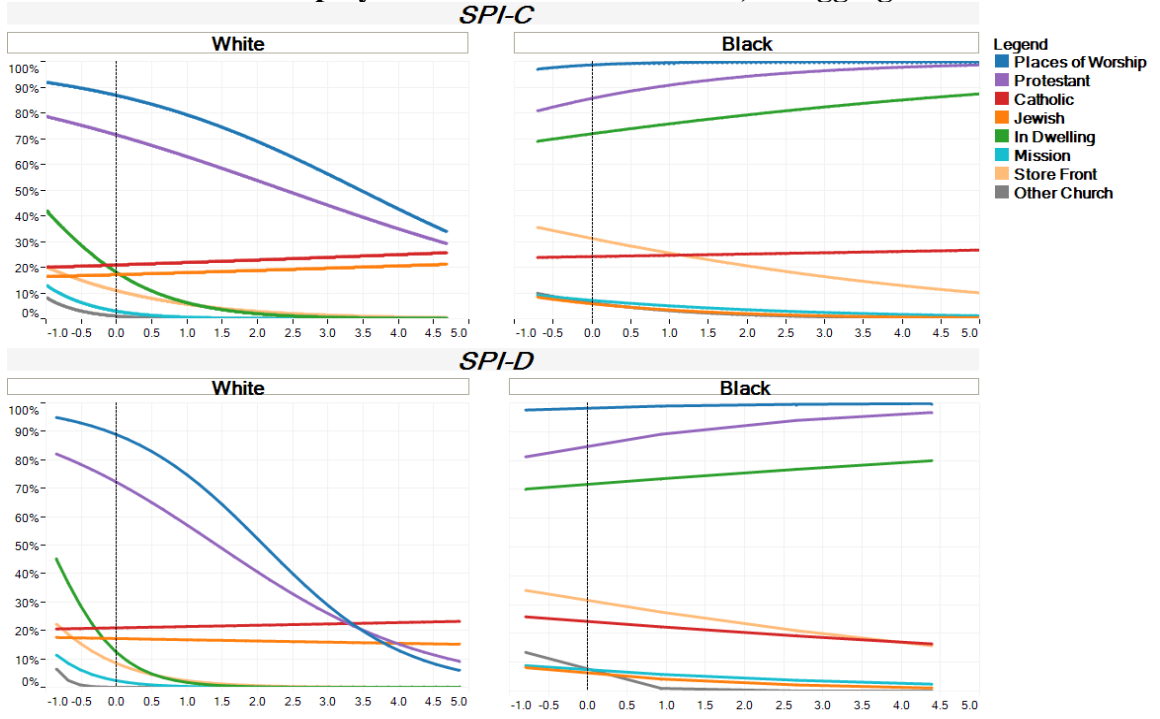 SPI-C
White
Black
Legend
Places of Worship
Protestant
Catholic
Jewish
In Dwelling
Mission
Store Front
Other Church
100%
90%
80%
70%
60%
50%
40%
30%
20%
10%
0%
-1.0 -0.5 0.0 0.5 1.0 1.5 2.0 2.5 3.0 3.5 4.0 4.5 5.0
-1.0 -0.5 0.0 0.5 1.0 1.5 2.0 2.5 3.0 3.5 4.0 4.5 5.0
SPI-D
White
Black
100%
90%
80%
70%
60%
50%
40%
30%
20%
10%
0%
-1.0 -0.5 0.0 0.5 1.0 1.5 2.0 2.5 3.0 3.5 4.0 4.5 5.0
-1.0 -0.5 0.0 0.5 1.0 1.5 2.0 2.5 3.0 3.5 4.0 4.5 5.0